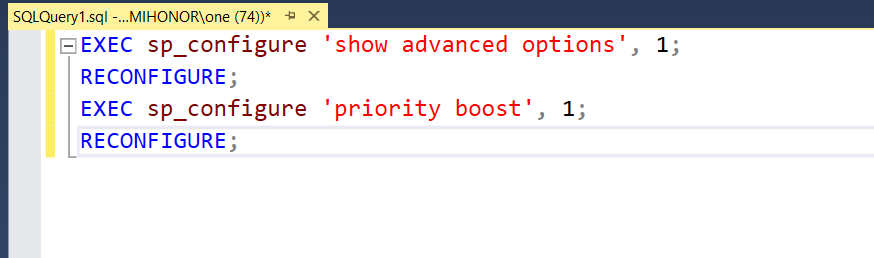 SQLQuery1.sql -...MIHONOR\one (74))*
EXEC sp_configure 'show advanced options', 1;
RECONFIGURE;
EXEC sp_configure 'priority boost', 1;
RECONFIGURE;